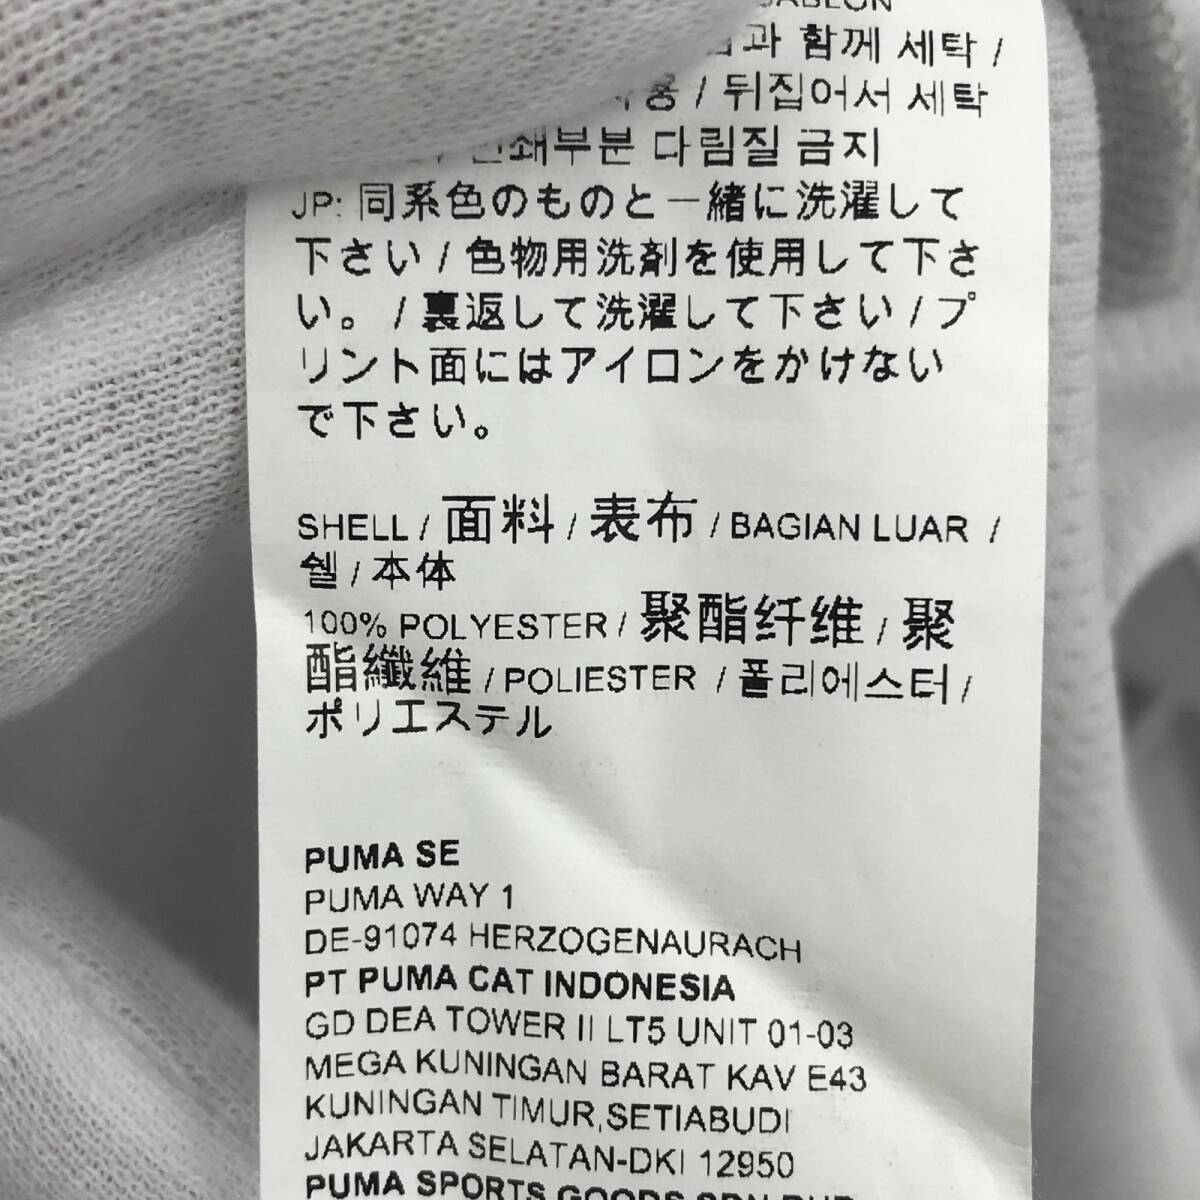 SABLON
과 함께 세탁 /
용 / 뒤집어서 세탁
/ 인쇄부분 다림질 금지
JP: 同系色のものと一緒に洗濯して
下さい / 色物用洗剤を使用して下さ
い。 / 裏返して洗濯して下さい / プ
リント面にはアイロンをかけない
で下さい。
SHELL / 面料 / 表布 / BAGIAN LUAR /
쉘 / 本体
100% POLYESTER / 聚酯纤维 / 聚
酯纖維 / POLIESTER / 폴리에스터 /
ポリエステル
PUMA SE
PUMA WAY 1
DE-91074 HERZOGENAURACH
PT PUMA CAT INDONESIA
GD DEA TOWER II LT5 UNIT 01-03
MEGA KUNINGAN BARAT KAV E43
KUNINGAN TIMUR,SETIABUDI
JAKARTA SELATAN-DKI 12950
PUMA SPORTS GOODS SDN BHD